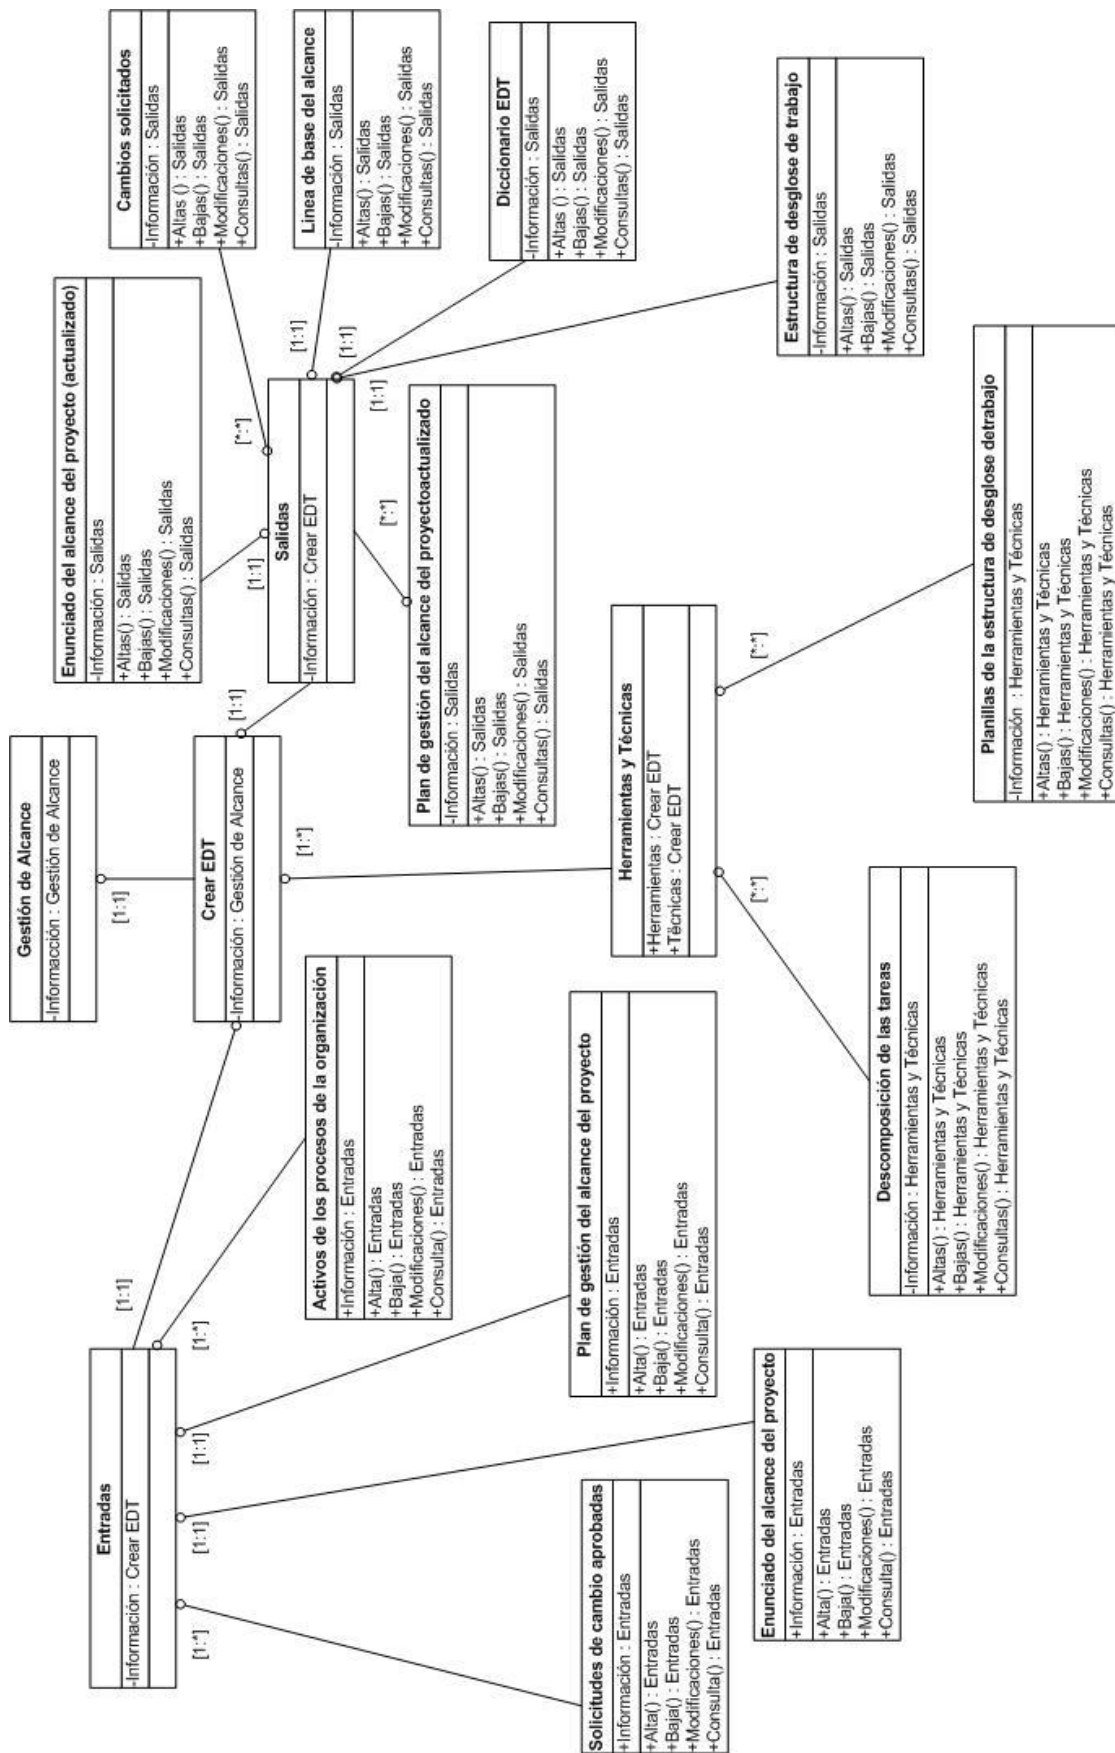 Gestión de Alcance
-Informacción : Gestión de Alcance
[1:1]
Crear EDT
-Información : Gestión de Alcance
[1:1]
[1:1]
[1:*]
Entradas
-Información : Crear EDT
[1:*]
[1:1]
[1:1]
[1:*]
Activos de los procesos de la organización
+Información : Entradas
+Alta() : Entradas
+Baja() : Entradas
+Modificaciones() : Entradas
+Consulta() : Entradas
Plan de gestión del alcance del proyecto
+Información : Entradas
+Alta() : Entradas
+Baja() : Entradas
+Modificaciones() : Entradas
+Consulta() : Entradas
Solicitudes de cambio aprobadas
+Información : Entradas
+Alta() : Entradas
+Baja() : Entradas
+Modificaciones() : Entradas
+Consulta() : Entradas
Enunciado del alcance del proyecto
+Información : Entradas
+Alta() : Entradas
+Baja() : Entradas
+Modificaciones() : Entradas
+Consulta() : Entradas
Herramientas y Técnicas
+Herramientas : Crear EDT
+Técnicas : Crear EDT
[*:*]
[*:*]
Descomposición de las tareas
-Información : Herramientas y Técnicas
+Altas() : Herramientas y Técnicas
+Bajas() : Herramientas y Técnicas
+Modificaciones() : Herramientas y Técnicas
+Consultas() : Herramientas y Técnicas
Planillas de la estructura de desglose detrabajo
-Información : Herramientas y Técnicas
+Altas() : Herramientas y Técnicas
+Bajas() : Herramientas y Técnicas
+Modificaciones() : Herramientas y Técnicas
+Consultas() : Herramientas y Técnicas
Salidas
-Información : Crear EDT
[1:1]
[*:*]
[1:1]
[1:1]
[1:1]
[*:*]
Enunciado del alcance del proyecto (actualizado)
-Información : Salidas
+Altas() : Salidas
+Bajas() : Salidas
+Modificaciones() : Salidas
+Consultas() : Salidas
Cambios solicitados
-Información : Salidas
+Altas () : Salidas
+Bajas() : Salidas
+Modificaciones() : Salidas
+Consultas() : Salidas
Línea de base del alcance
-Información : Salidas
+Altas() : Salidas
+Bajas() : Salidas
+Modificaciones() : Salidas
+Consultas() : Salidas
Diccionario EDT
-Información : Salidas
+Altas () : Salidas
+Bajas() : Salidas
+Modificaciones() : Salidas
+Consultas() : Salidas
Plan de gestión del alcance del proyectoactualizado
-Información : Salidas
+Altas() : Salidas
+Bajas() : Salidas
+Modificaciones() : Salidas
+Consultas() : Salidas
Estructura de desglose de trabajo
-Información : Salidas
+Altas() : Salidas
+Bajas() : Salidas
+Modificaciones() : Salidas
+Consultas() : Salidas